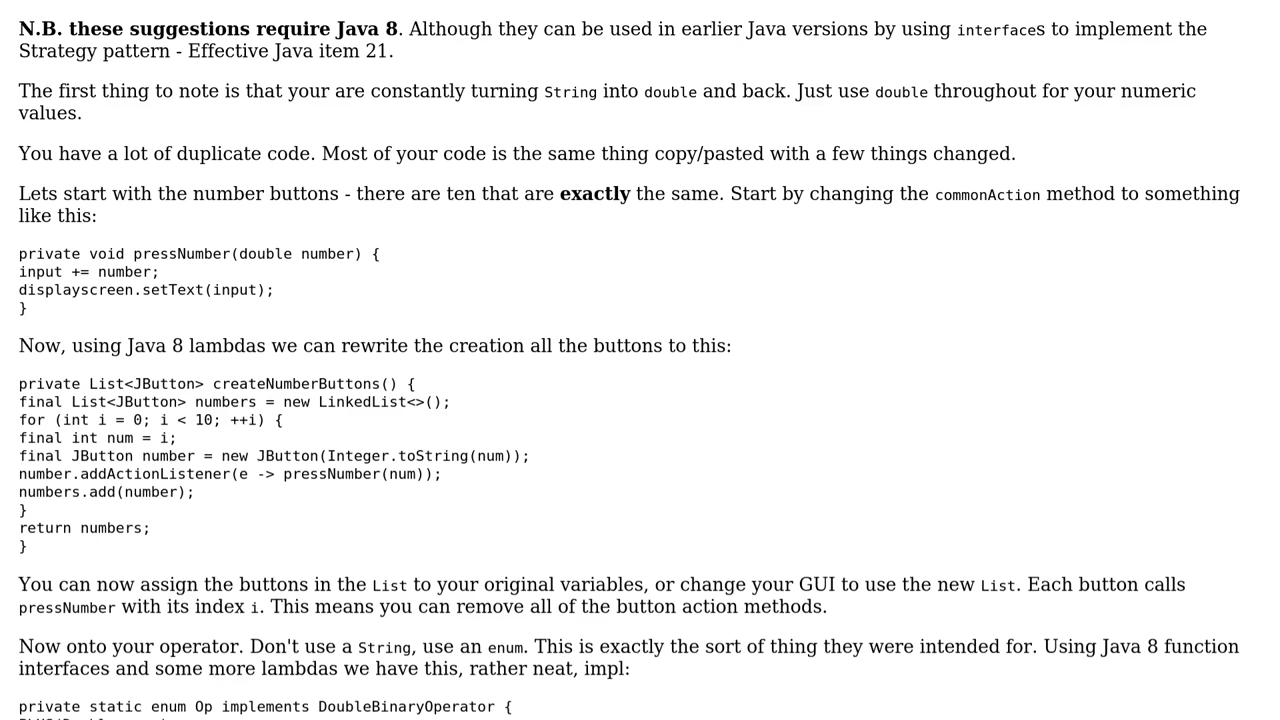 N.B. these suggestions require Java 8. Although they can be used in earlier Java versions by using interfaces to implement the
Strategy pattern - Effective Java item 21.
The first thing to note is that your are constantly turning String into double and back. Just use double throughout for your numeric
values.
You have a lot of duplicate code. Most of your code is the same thing copy/pasted with a few things changed.
Lets start with the number buttons - there are ten that are exactly the same. Start by changing the commonAction method to something
like this:
private void pressNumber(double number) {
input += number;
displayscreen.setText(input);
}
Now, using Java 8 lambdas we can rewrite the creation all the buttons to this:
private List<JButton> createNumberButtons() {
final List<JButton> numbers = new LinkedList<>();
for (int i = 0; i < 10; ++i) {
final int num = i;
final JButton number = new JButton(Integer.toString(num));
number.addActionListener(e -> pressNumber(num));
numbers.add(number);
}
return numbers;
}
You can now assign the buttons in the List to your original variables, or change your GUI to use the new List. Each button calls
pressNumber with its index i. This means you can remove all of the button action methods.
Now onto your operator. Don't use a String, use an enum. This is exactly the sort of thing they were intended for. Using Java 8 function
interfaces and some more lambdas we have this, rather neat, impl:
private static enum Op implements DoubleBinaryOperator {